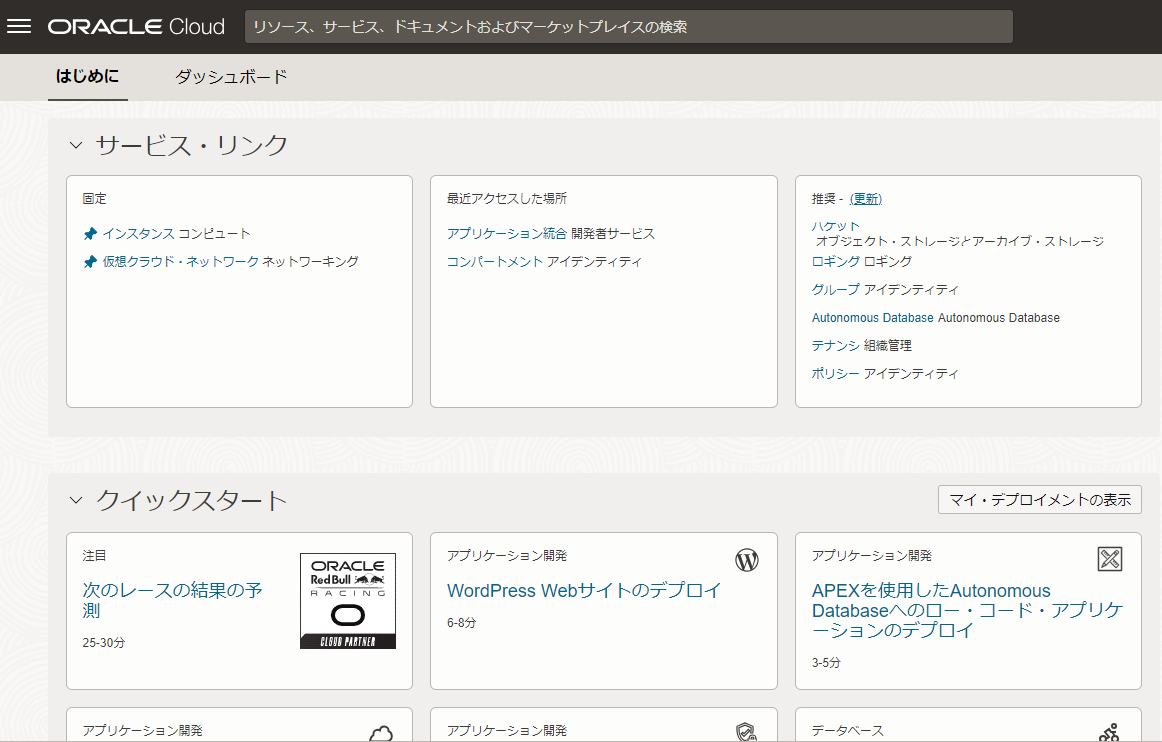 ORACLE Cloud
リソース、サービス、ドキュメントおよびマーケットプレイスの検索
はじめに
ダッシュボード
サービス・リンク
固定
インスタンス コンピュート
仮想クラウド・ネットワーク ネットワーキング
最近アクセスした場所
アプリケーション統合 開発者サービス
コンパートメント アイデンティティ
推奨 - (更新)
バケット
オブジェクト・ストレージとアーカイブ・ストレージ
ロギング ロギング
グループ アイデンティティ
Autonomous Database Autonomous Database
テナンシ 組織管理
ポリシー アイデンティティ
クイックスタート
マイ・デプロイメントの表示
注目
次のレースの結果の予
測
25-30分
ORACLE
Red Bull
RACING
CLOUD PARTNER
アプリケーション開発
WordPress Webサイトのデプロイ
6-8分
アプリケーション開発
APEXを使用したAutonomous
Databaseへのロー・コード・アプリケ
ーションのデプロイ
3-5分
アプリケーション開発
アプリケーション開発
データベース